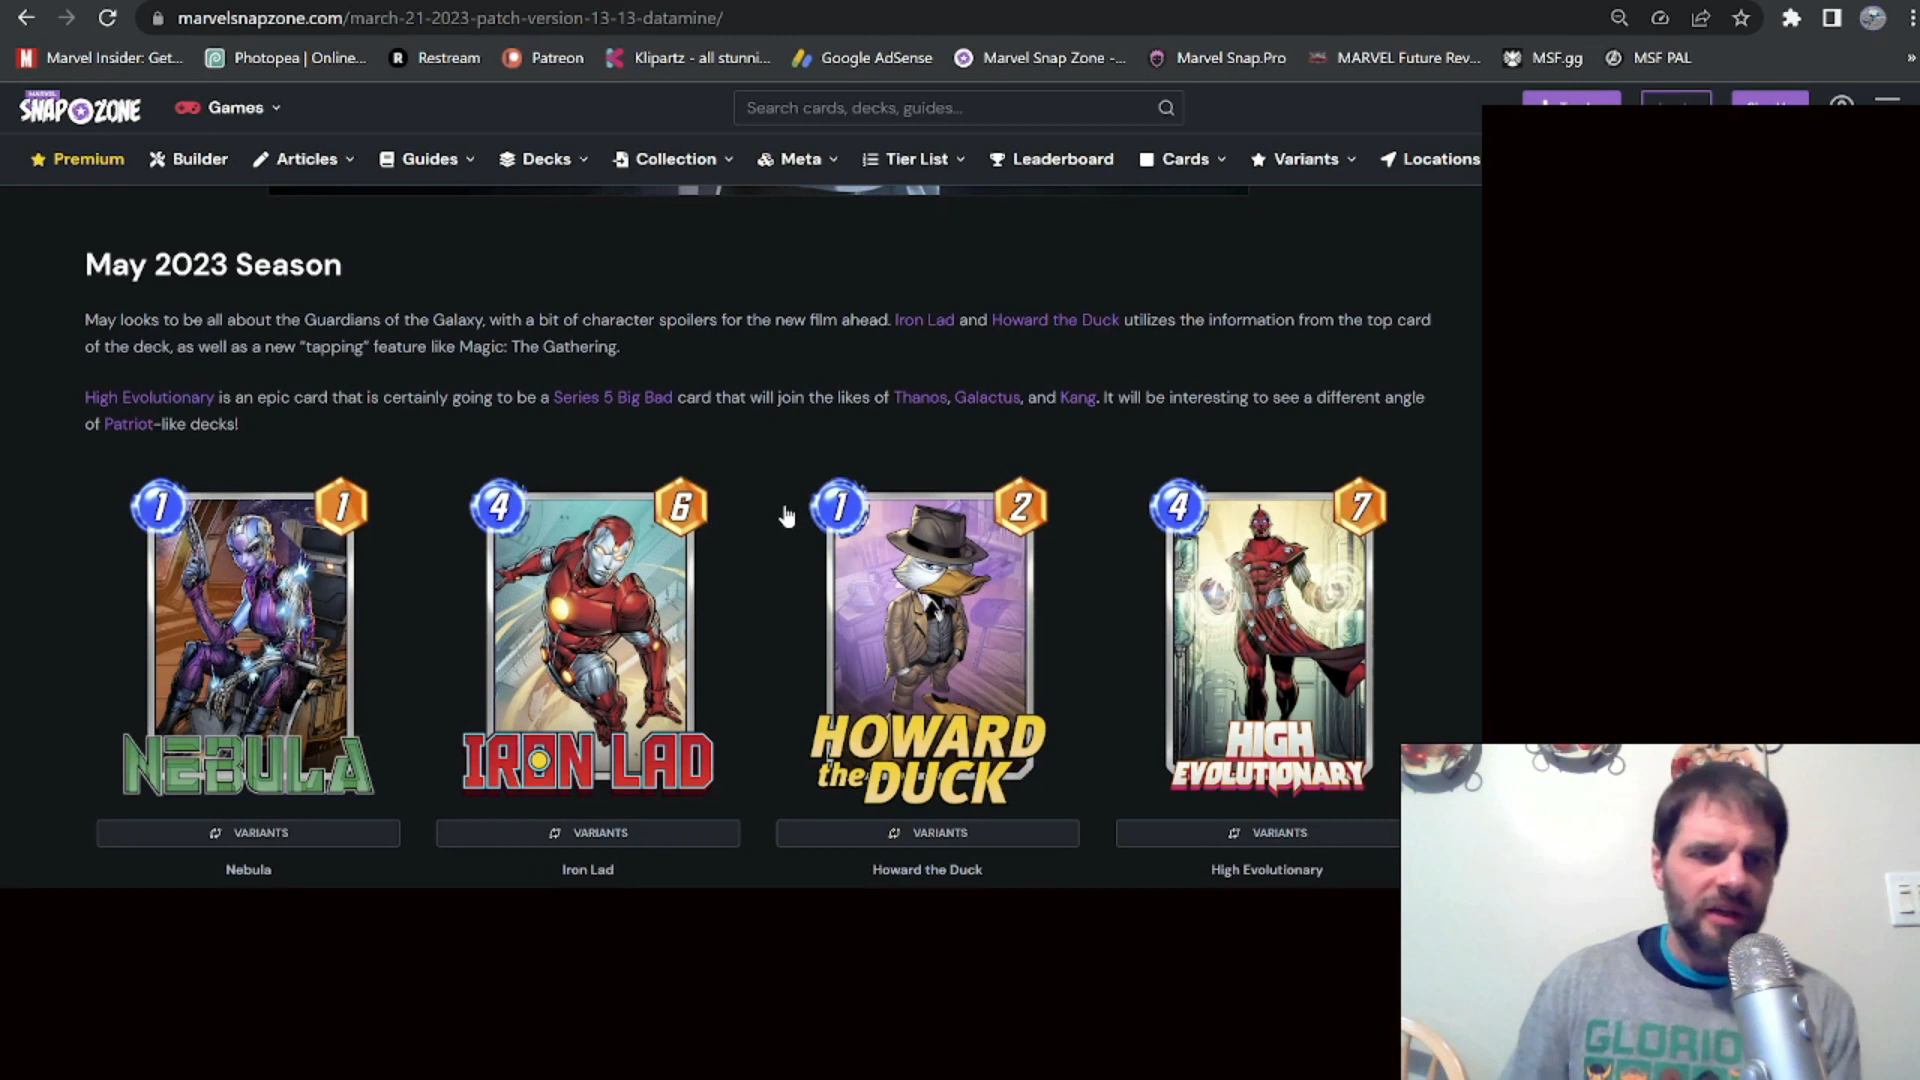 marvelsnapzone.com/march-21-2023-patch-version-13-13-datamine/
Marvel Insider: Get... Photopea | Online... Restream Patreon Klipartz - all stunni... Google AdSense Marvel Snap Zone -... Marvel Snap.Pro MARVEL Future Rev... MSF.gg MSF PAL »
MARVEL
SNAP ZONE Games Search cards, decks, guides...
Premium Builder Articles Guides Decks Collection Meta Tier List Leaderboard Cards Variants Locations
May 2023 Season
May looks to be all about the Guardians of the Galaxy, with a bit of character spoilers for the new film ahead. Iron Lad and Howard the Duck utilizes the information from the top card
of the deck, as well as a new “tapping” feature like Magic: The Gathering.
High Evolutionary is an epic card that is certainly going to be a Series 5 Big Bad card that will join the likes of Thanos, Galactus, and Kang. It will be interesting to see a different angle
of Patriot-like decks!
1 1 4 6 1 2 4 7
NEBULA IRON LAD HOWARD the DUCK HIGH EVOLUTIONARY
VARIANTS VARIANTS VARIANTS VARIANTS
Nebula Iron Lad Howard the Duck High Evolutionary
GLORIO